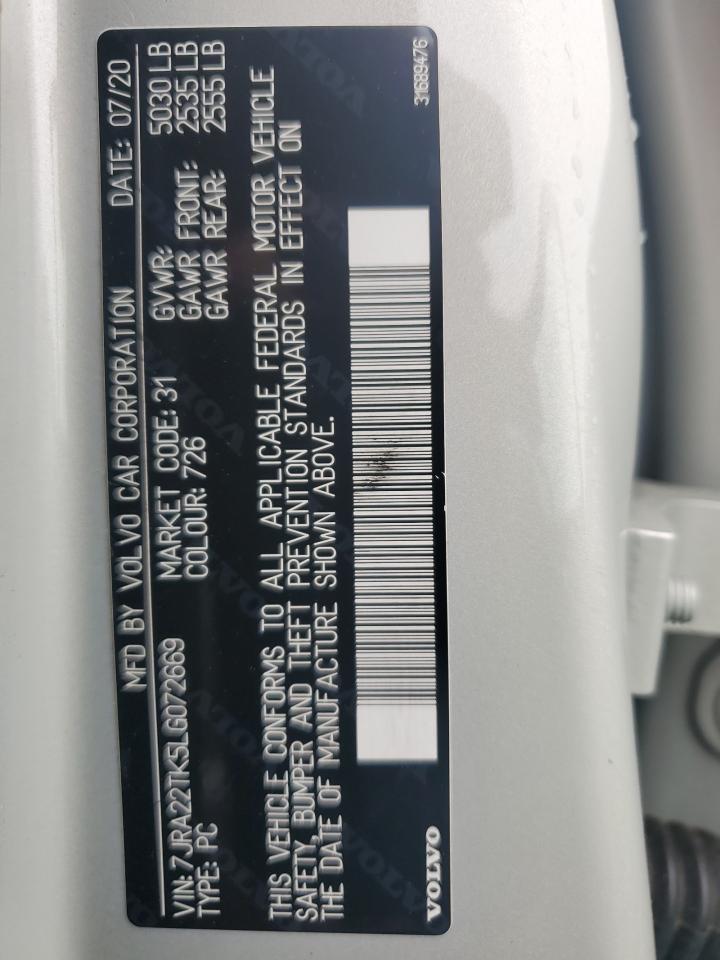 MFD BY VOLVO CAR CORPORATION DATE: 07/20
VIN: 7JRA22TK5LG072669 MARKET CODE: 31 GVWR: 5030 LB
TYPE: PC COLOUR: 726 GAWR FRONT: 2535 LB
GAWR REAR: 2555 LB
THIS VEHICLE CONFORMS TO ALL APPLICABLE FEDERAL MOTOR VEHICLE
SAFETY, BUMPER AND THEFT PREVENTION STANDARDS IN EFFECT ON
THE DATE OF MANUFACTURE SHOWN ABOVE.
VOLVO 31689476